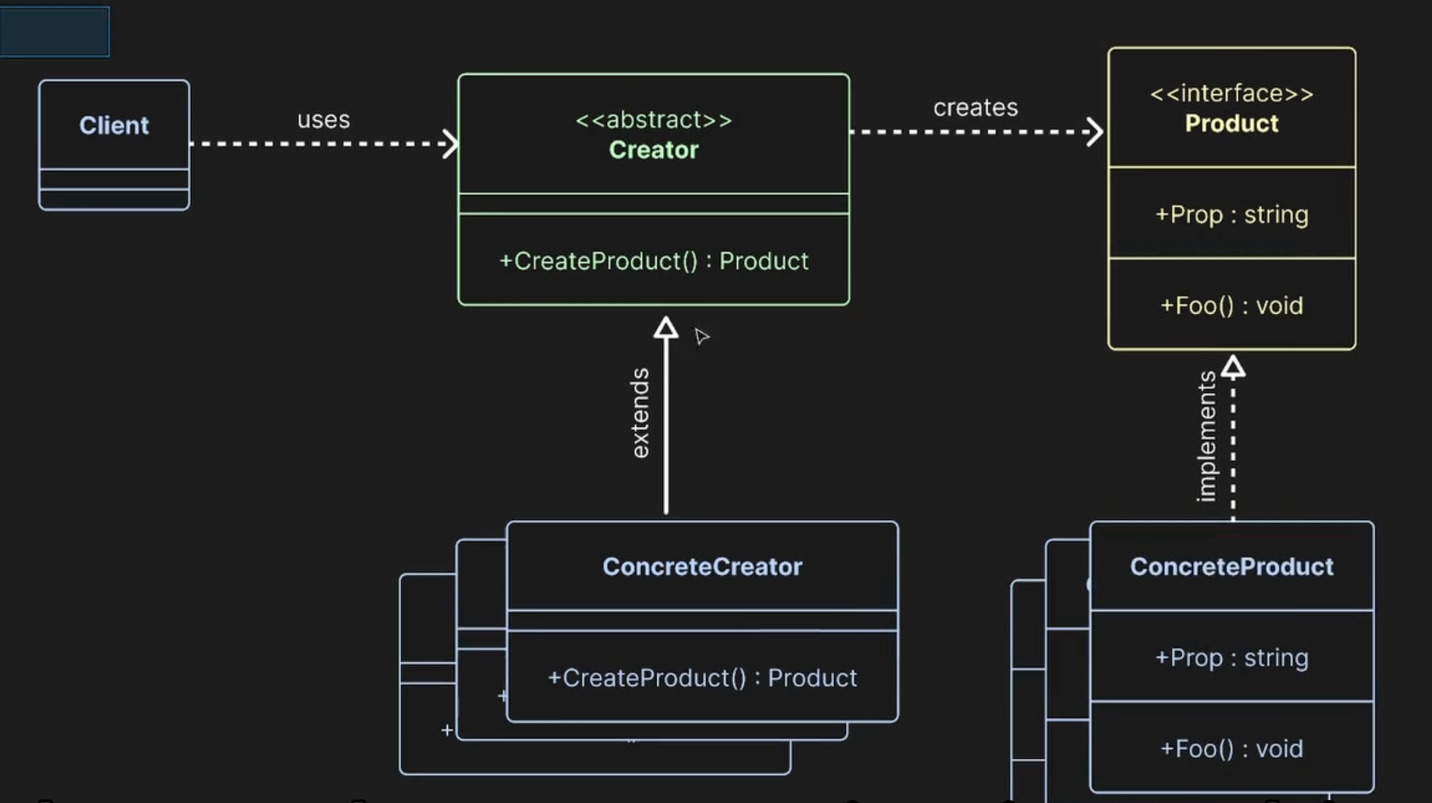 Client
uses
<<abstract>>
Creator
+CreateProduct() : Product
creates
<<interface>>
Product
+Prop : string
+Foo() : void
extends
implements
ConcreteCreator
+CreateProduct() : Product
+
+
ConcreteProduct
+Prop : string
+Foo() : void